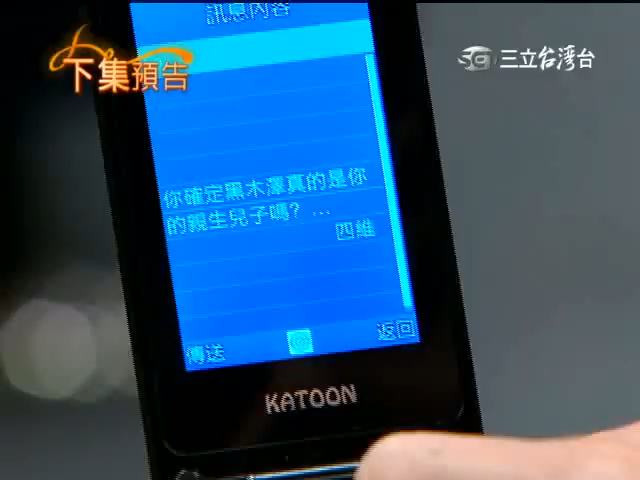 訊息內容
下集預告
三立台灣台
你確定黑木澤真的是你
的親生兒子嗎? ...
四維
傳送
返回
KATOON